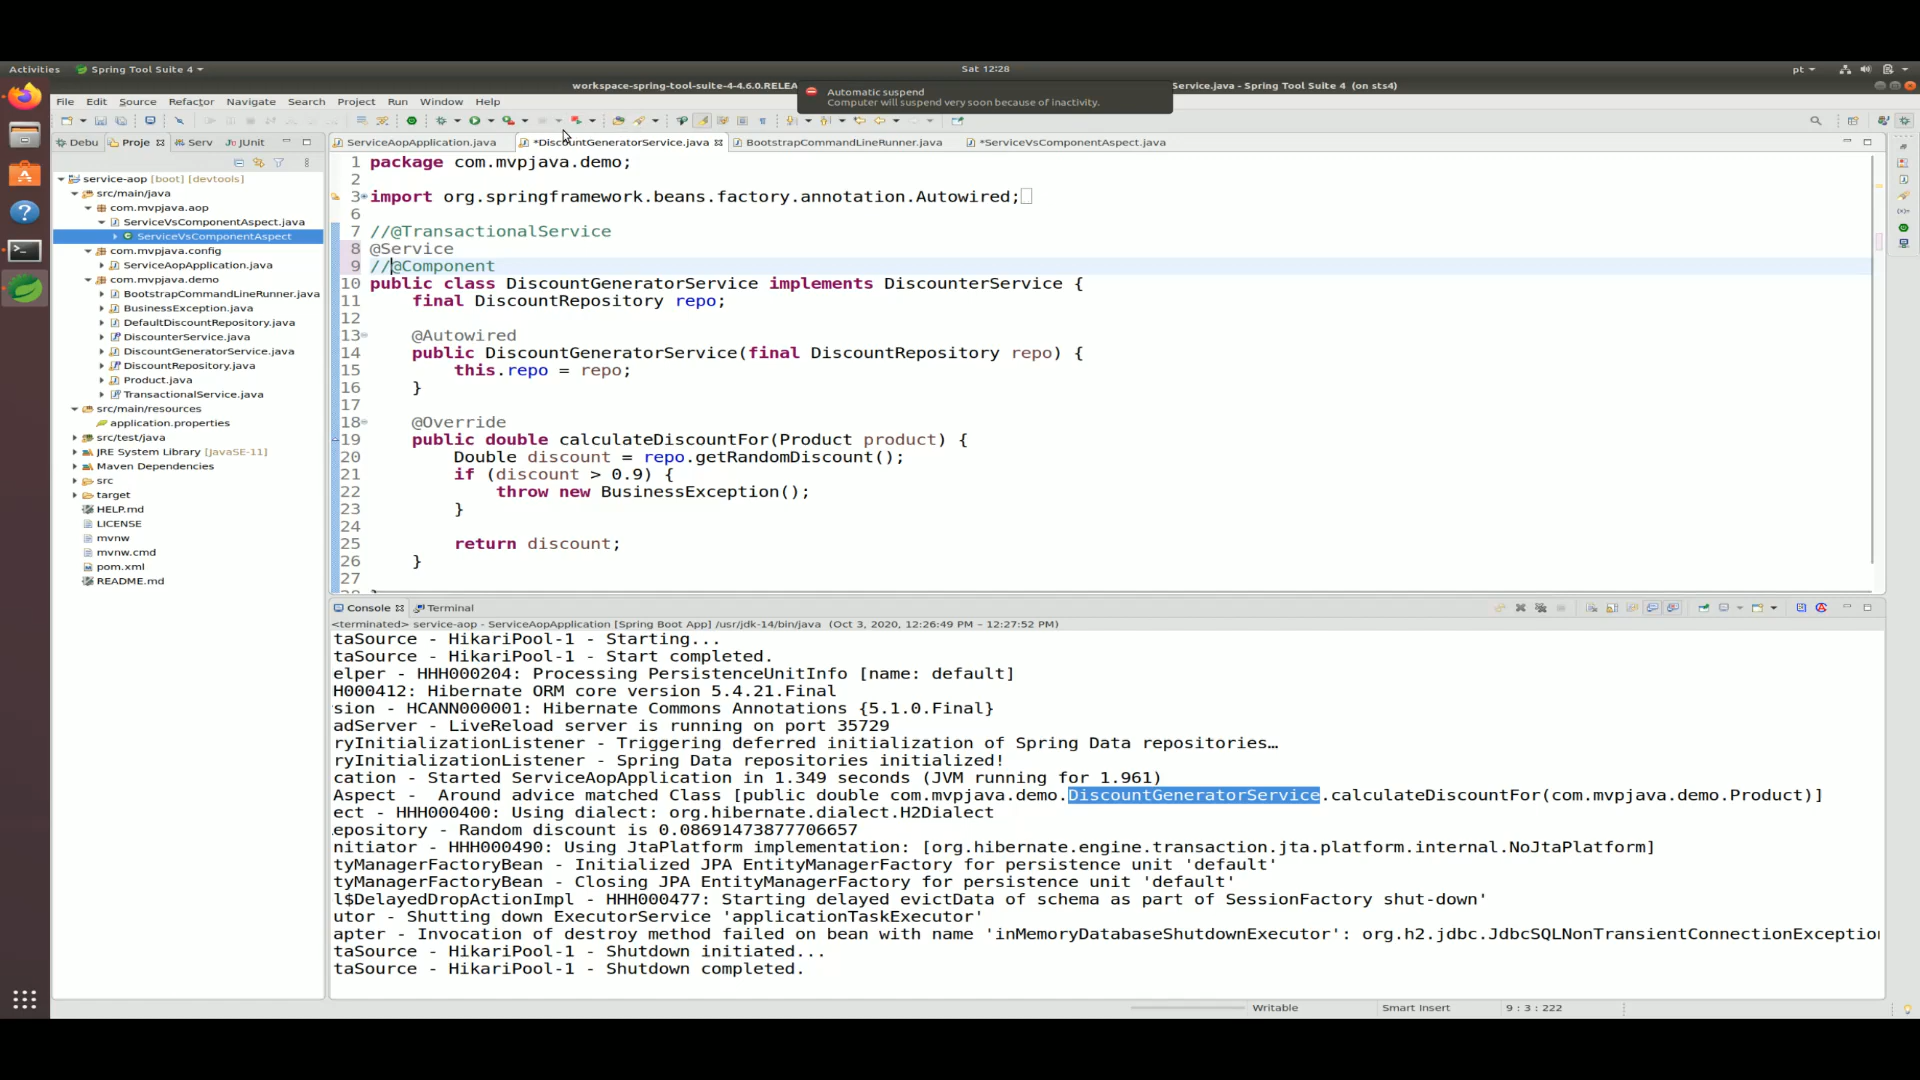 Activities
Spring Tool Suite 4
Sat 12:28
pt
workspace-spring-tool-suite-4-4.6.0.RELEA
Service.java - Spring Tool Suite 4 (on sts4)
Automatic suspend
Computer will suspend very soon because of inactivity.
File Edit Source Refactor Navigate Search Project Run Window Help
Debu Proje Serv JUnit
ServiceAopApplication.java
*DiscountGeneratorService.java
BootstrapCommandLineRunner.java
*ServiceVsComponentAspect.java
service-aop [boot] [devtools]
src/main/java
com.mvpjava.aop
ServiceVsComponentAspect.java
ServiceVsComponentAspect
com.mvpjava.config
ServiceAopApplication.java
com.mvpjava.demo
BootstrapCommandLineRunner.java
BusinessException.java
DefaultDiscountRepository.java
DiscounterService.java
DiscountGeneratorService.java
DiscountRepository.java
Product.java
TransactionalService.java
src/main/resources
application.properties
src/test/java
JRE System Library [JavaSE-11]
Maven Dependencies
src
target
HELP.md
LICENSE
mvnw
mvnw.cmd
pom.xml
README.md
1 package com.mvpjava.demo;
2
3 import org.springframework.beans.factory.annotation.Autowired;
6
7 //@TransactionalService
8 @Service
9 //@Component
10 public class DiscountGeneratorService implements DiscounterService {
11 final DiscountRepository repo;
12
13 @Autowired
14 public DiscountGeneratorService(final DiscountRepository repo) {
15 this.repo = repo;
16 }
17
18 @Override
19 public double calculateDiscountFor(Product product) {
20 Double discount = repo.getRandomDiscount();
21 if (discount > 0.9) {
22 throw new BusinessException();
23 }
24
25 return discount;
26 }
27
Console Terminal
<terminated> service-aop - ServiceAopApplication [Spring Boot App] /usr/jdk-14/bin/java (Oct 3, 2020, 12:26:49 PM – 12:27:52 PM)
taSource - HikariPool-1 - Starting...
taSource - HikariPool-1 - Start completed.
elper - HHH000204: Processing PersistenceUnitInfo [name: default]
H000412: Hibernate ORM core version 5.4.21.Final
sion - HCANN000001: Hibernate Commons Annotations {5.1.0.Final}
adServer - LiveReload server is running on port 35729
ryInitializationListener - Triggering deferred initialization of Spring Data repositories…
ryInitializationListener - Spring Data repositories initialized!
cation - Started ServiceAopApplication in 1.349 seconds (JVM running for 1.961)
Aspect - Around advice matched Class [public double com.mvpjava.demo.DiscountGeneratorService.calculateDiscountFor(com.mvpjava.demo.Product)]
ect - HHH000400: Using dialect: org.hibernate.dialect.H2Dialect
epository - Random discount is 0.08691473877706657
nitiator - HHH000490: Using JtaPlatform implementation: [org.hibernate.engine.transaction.jta.platform.internal.NoJtaPlatform]
tyManagerFactoryBean - Initialized JPA EntityManagerFactory for persistence unit 'default'
tyManagerFactoryBean - Closing JPA EntityManagerFactory for persistence unit 'default'
l$DelayedDropActionImpl - HHH000477: Starting delayed evictData of schema as part of SessionFactory shut-down'
utor - Shutting down ExecutorService 'applicationTaskExecutor'
apter - Invocation of destroy method failed on bean with name 'inMemoryDatabaseShutdownExecutor': org.h2.jdbc.JdbcSQLNonTransientConnectionException
taSource - HikariPool-1 - Shutdown initiated...
taSource - HikariPool-1 - Shutdown completed.
Writable
Smart Insert
9 : 3 : 222